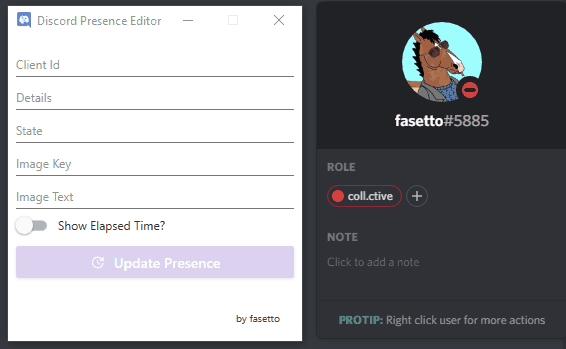 Discord Presence Editor
Client Id
Details
State
Image Key
Image Text
Show Elapsed Time?
Update Presence
by fasetto
fasetto#5885
ROLE
coll.ctive
NOTE
Click to add a note
PROTIP: Right click user for more actions